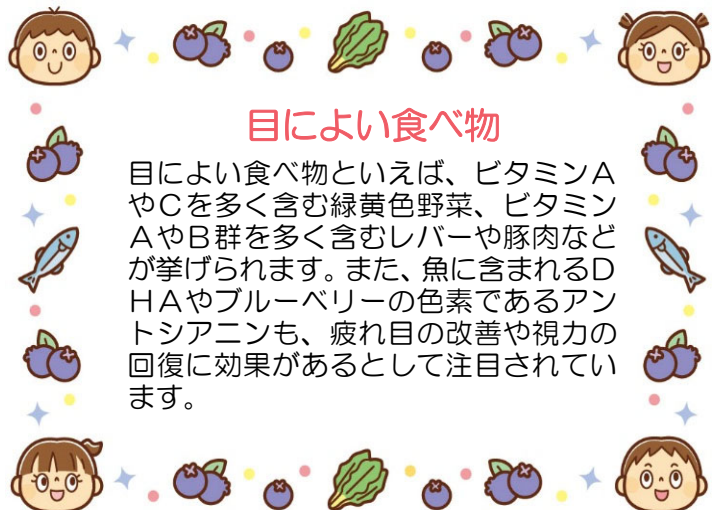 目によい食べ物
目によい食べ物といえば、ビタミンA
やCを多く含む緑黄色野菜、ビタミン
AやB群を多く含むレバーや豚肉など
が挙げられます。また、魚に含まれるD
HAやブルーベリーの色素であるアン
トシアニンも、疲れ目の改善や視力の
回復に効果があるとして注目されてい
ます。